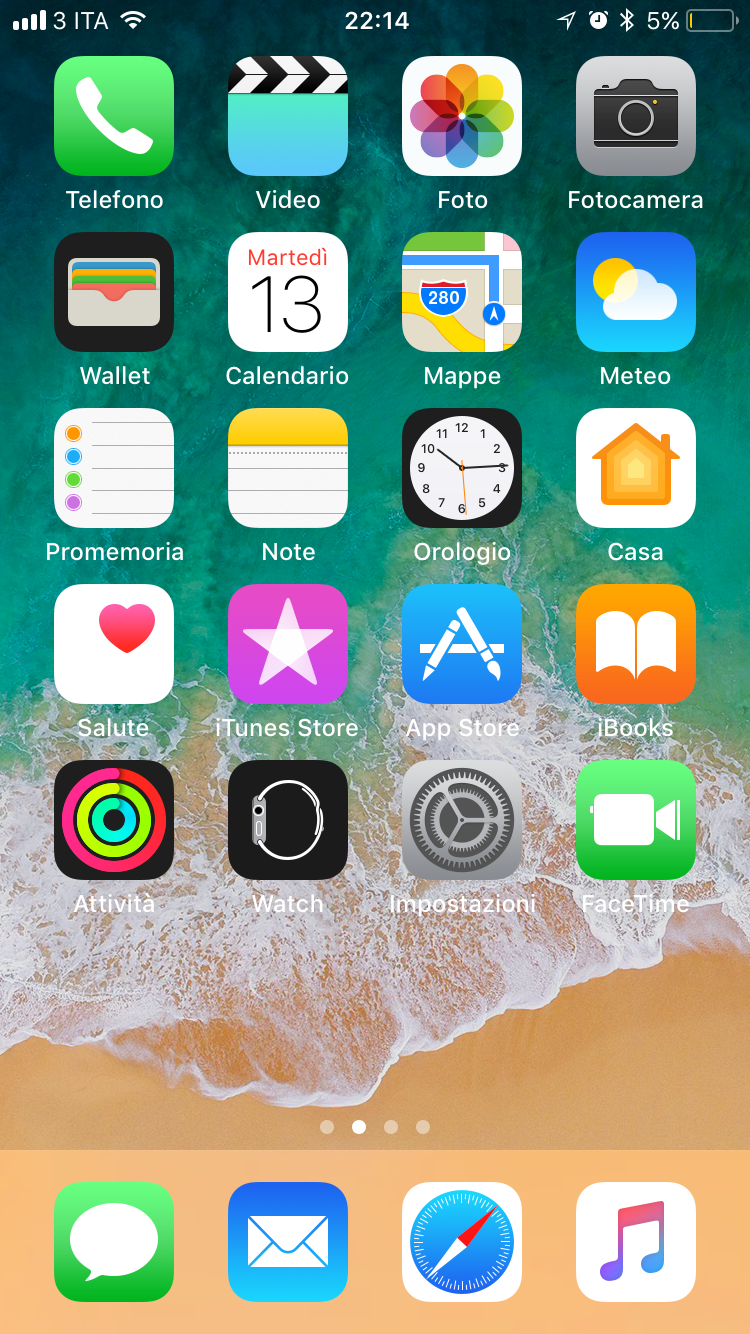 3 ITA 22:14 5%
Telefono Video Foto Fotocamera
Martedì
13
280
Wallet Calendario Mappe Meteo
12
11 1
10 2
9 3
8 4
7 5
6
Promemoria Note Orologio Casa
Salute iTunes Store App Store iBooks
Attività Watch Impostazioni FaceTime